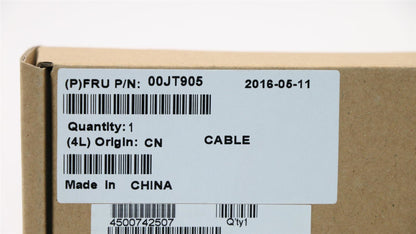 (P)FRU P/N: 00JT905 2016-05-11
Quantity: 1
(4L) Origin: CN CABLE
Made In CHINA
4500742507 Q'ty1